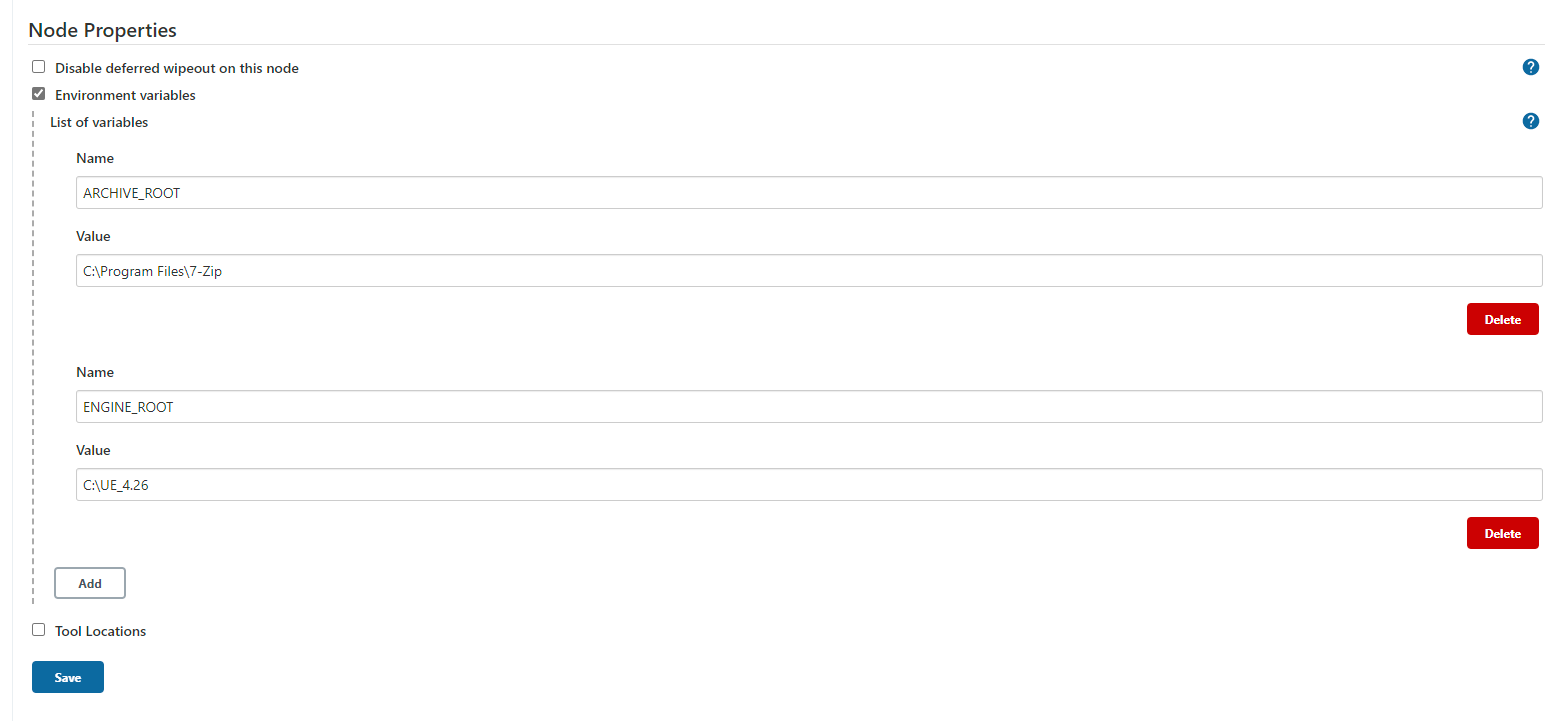 Node Properties
Disable deferred wipeout on this node
?
Environment variables
List of variables
?
Name
ARCHIVE_ROOT
Value
C:\Program Files\7-Zip
Delete
Name
ENGINE_ROOT
Value
C:\UE_4.26
Delete
Add
Tool Locations
Save